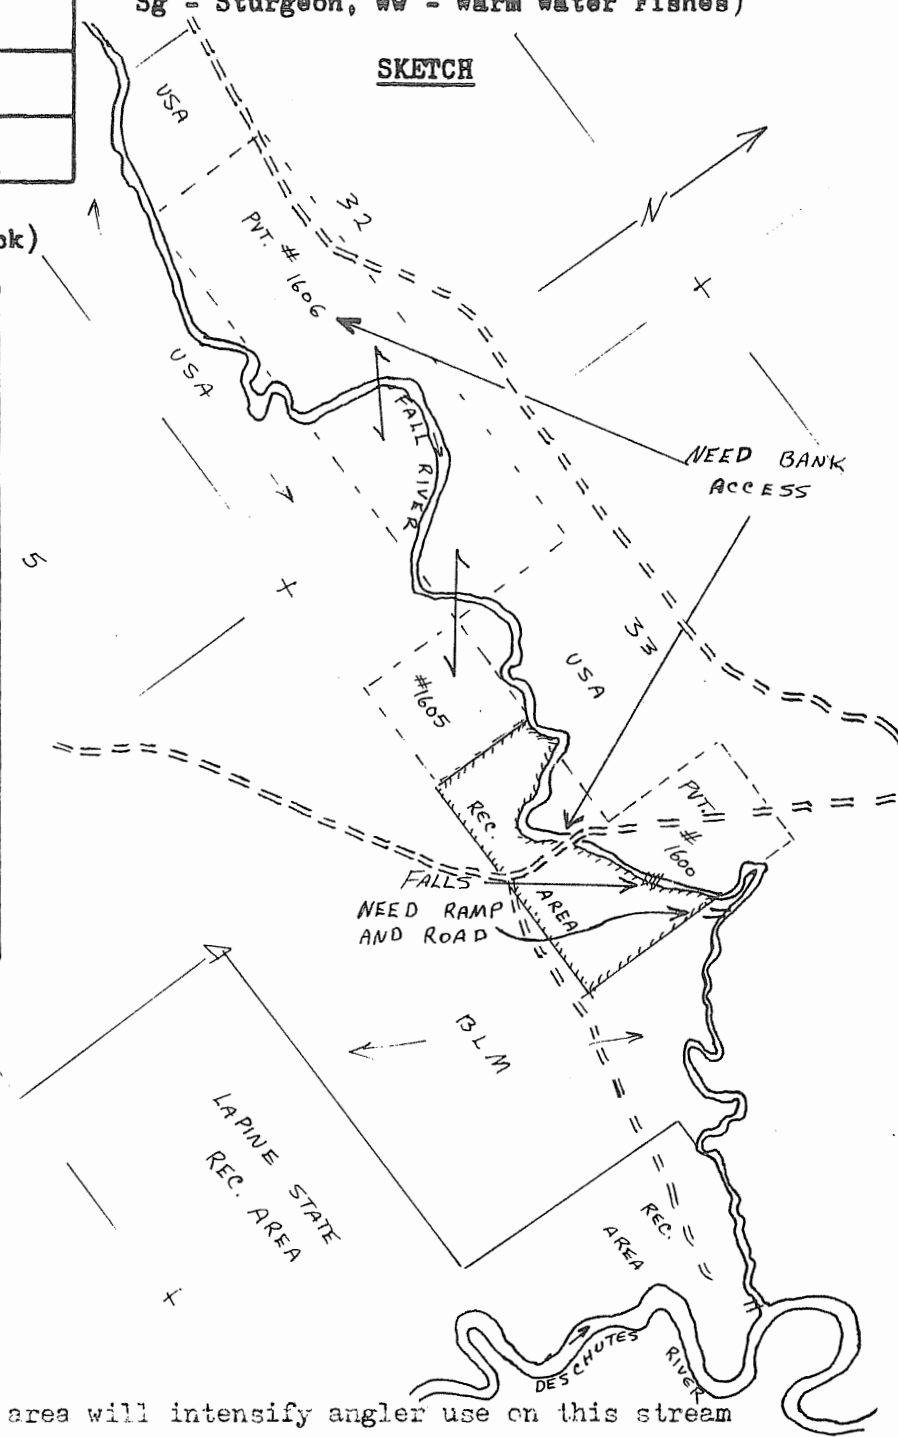 Sg - Sturgeon, WW - Warm Water Fishes)
SKETCH
USA
32
N
PVT. # 1606
USA
FALL RIVER
NEED BANK
ACCESS
5
33
USA
#1605
REC.
PVT. #
1600
FALLS
AREA
NEED RAMP
AND ROAD
BLM
LAPINE STATE
REC. AREA
REC.
AREA
DESCHUTES RIVER
area will intensify angler use on this stream